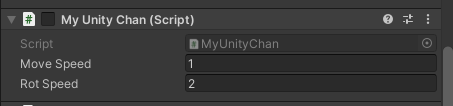 My Unity Chan (Script)
Script MyUnityChan
Move Speed 1
Rot Speed 2